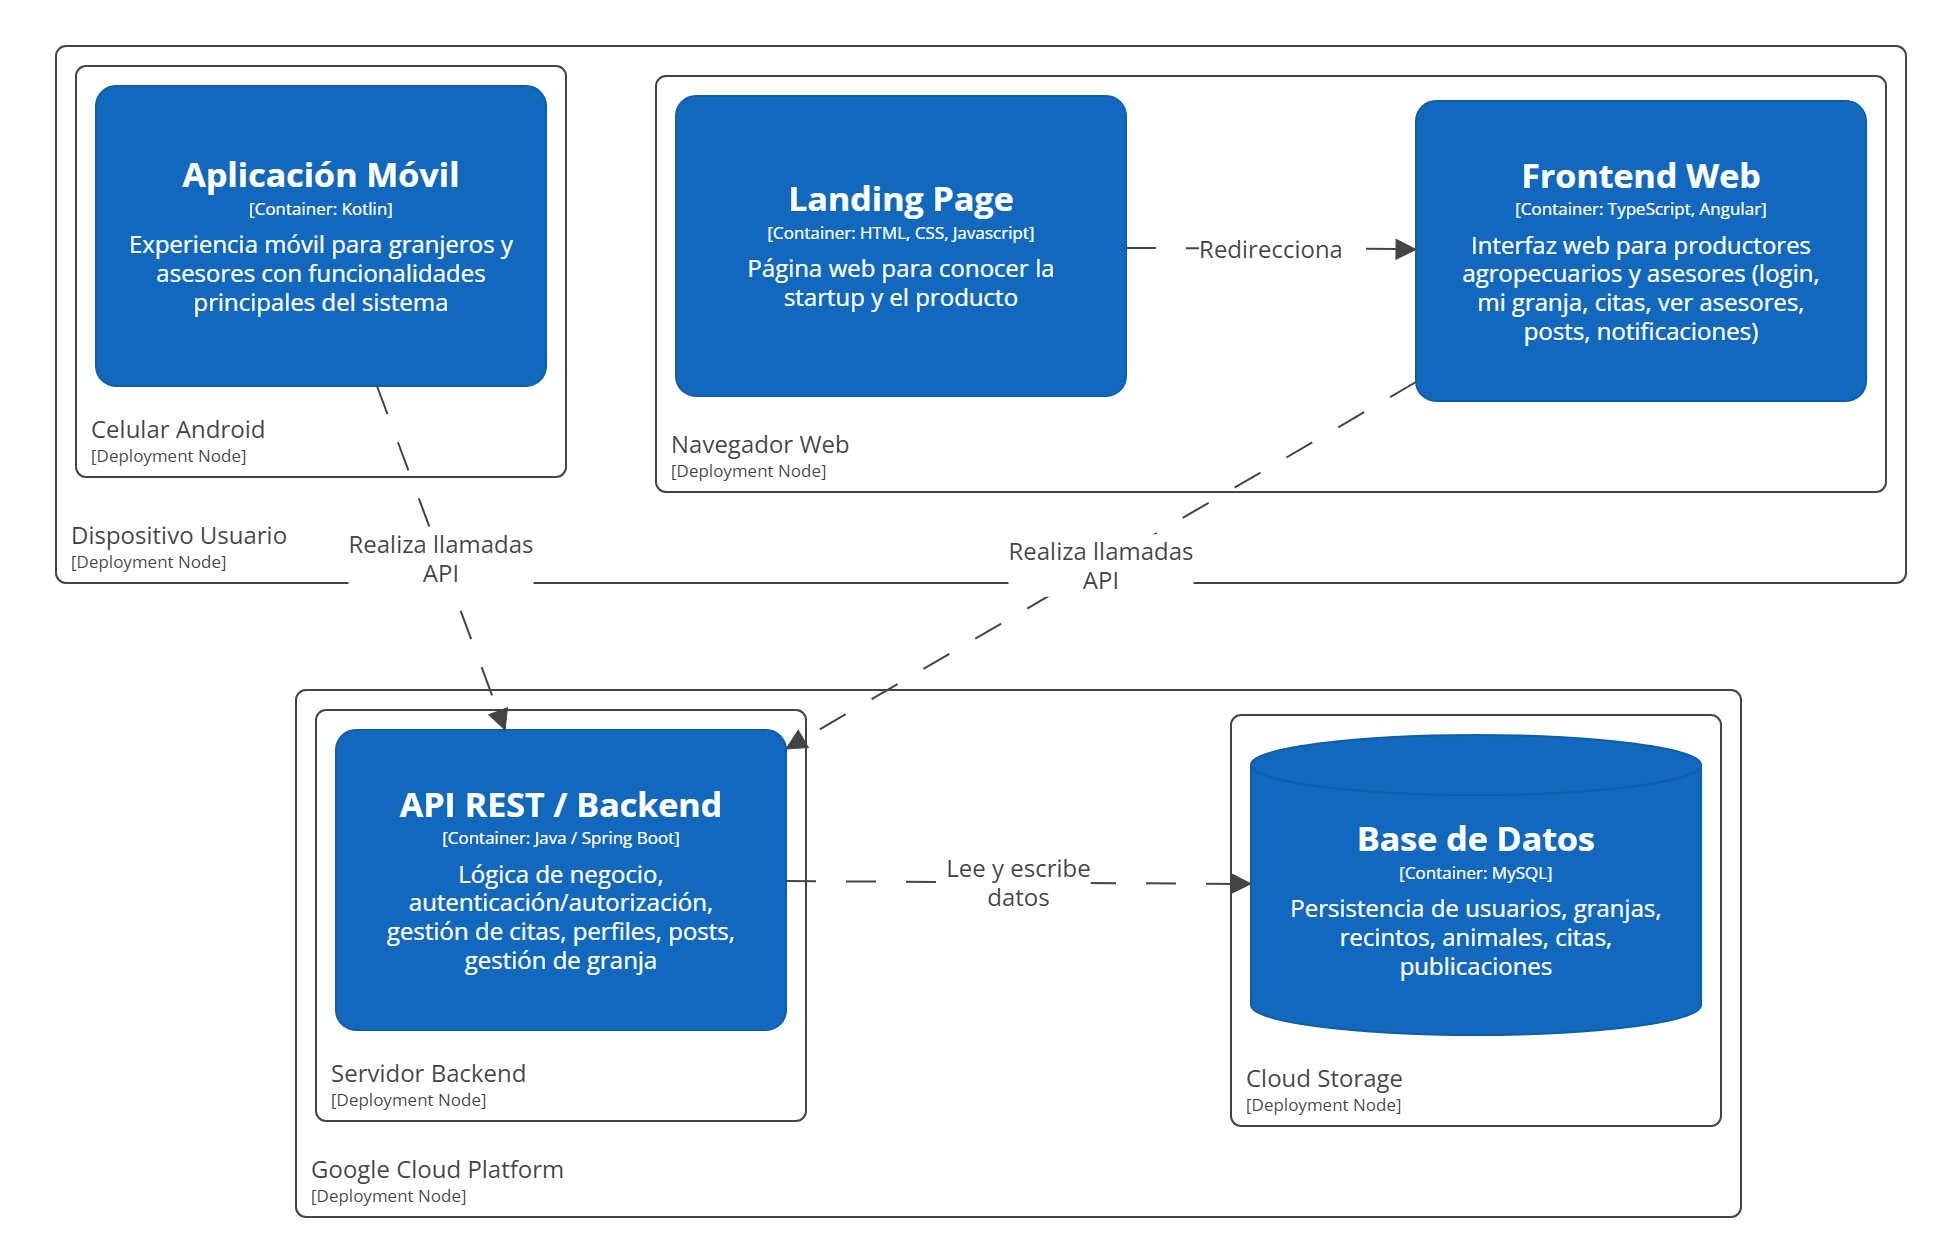 Aplicación Móvil
[Container: Kotlin]
Experiencia móvil para granjeros y
asesores con funcionalidades
principales del sistema
Celular Android
[Deployment Node]
Landing Page
[Container: HTML, CSS, Javascript]
Página web para conocer la
startup y el producto
Redirecciona
Frontend Web
[Container: TypeScript, Angular]
Interfaz web para productores
agropecuarios y asesores (login,
mi granja, citas, ver asesores,
posts, notificaciones)
Navegador Web
[Deployment Node]
Dispositivo Usuario
[Deployment Node]
Realiza llamadas
API
Realiza llamadas
API
API REST / Backend
[Container: Java / Spring Boot]
Lógica de negocio,
autenticación/autorización,
gestión de citas, perfiles, posts,
gestión de granja
Servidor Backend
[Deployment Node]
Lee y escribe
datos
Base de Datos
[Container: MySQL]
Persistencia de usuarios, granjas,
recintos, animales, citas,
publicaciones
Cloud Storage
[Deployment Node]
Google Cloud Platform
[Deployment Node]